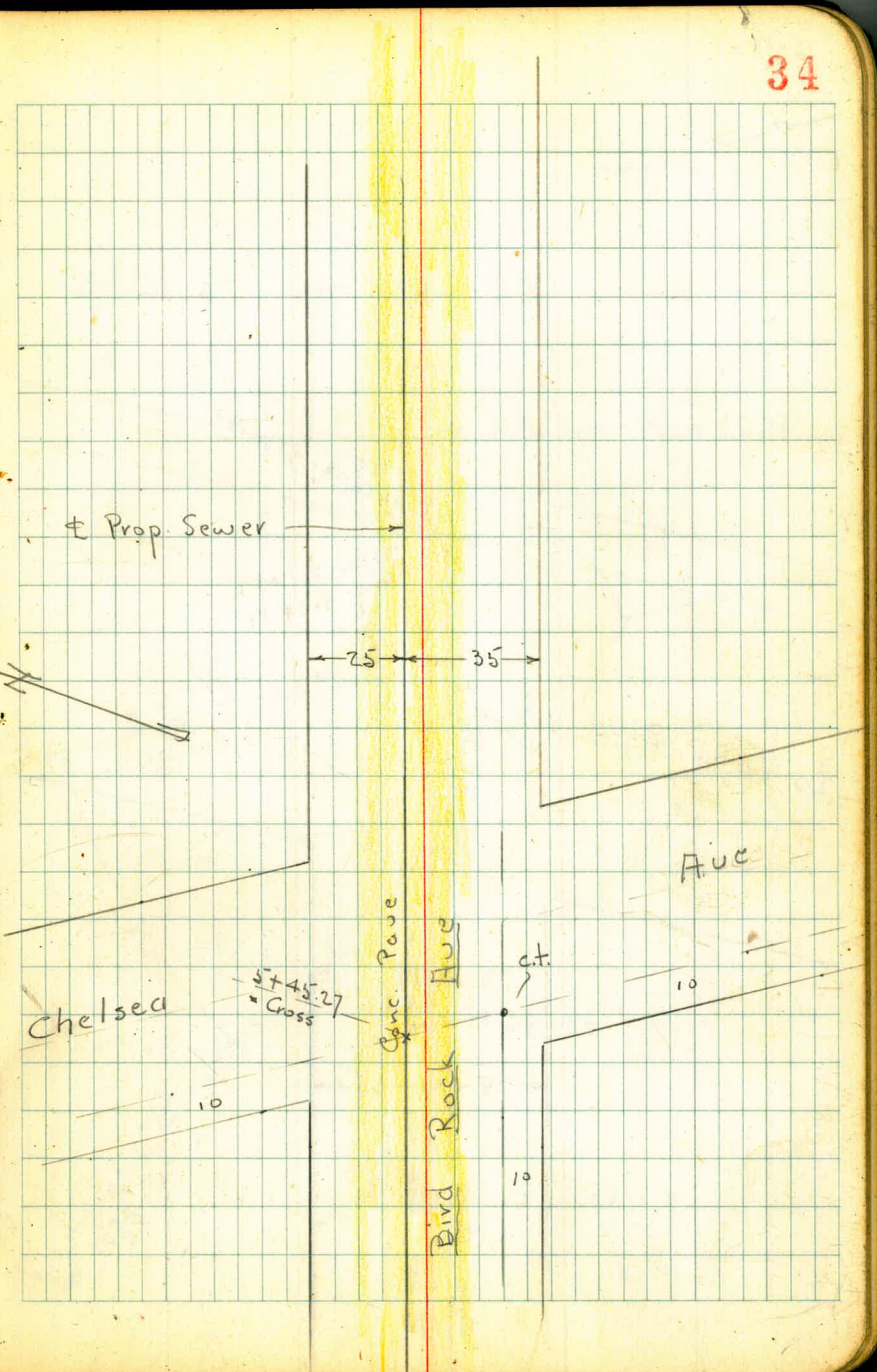 34
℄ Prop. Sewer
25
35
Ave
Conc. Pave
Bird Rock Ave
c.t.
10
5+45.27
Cross
Chelsea
10
10